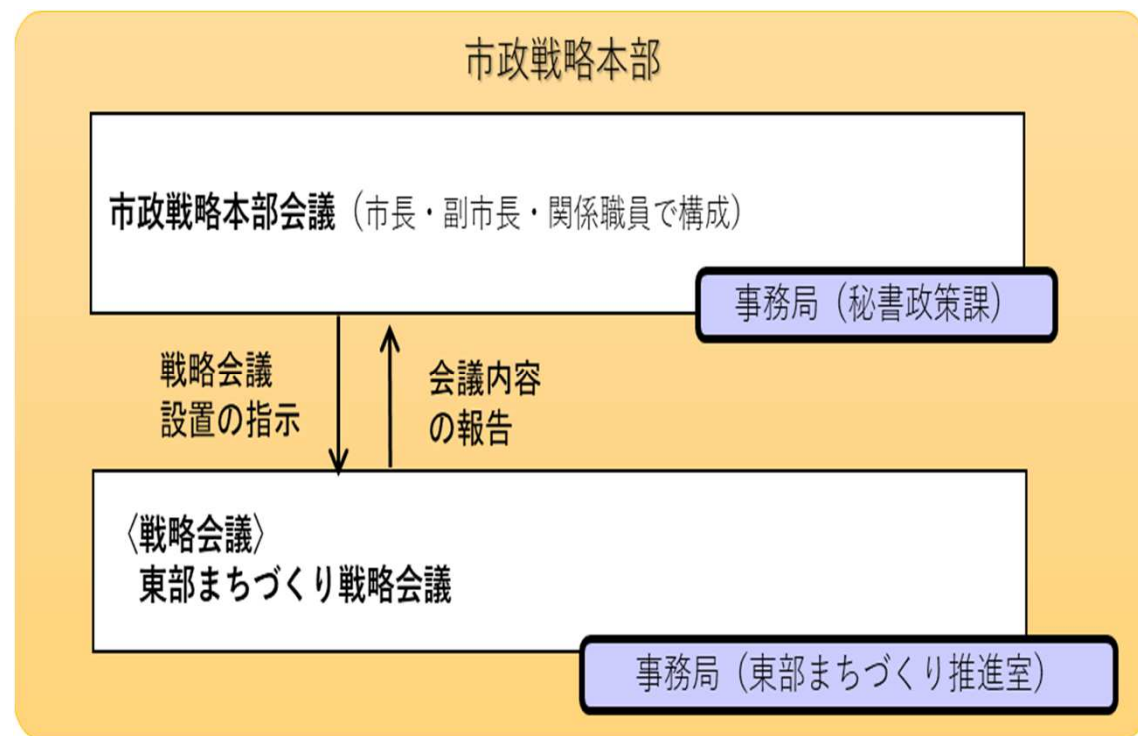 市政戦略本部
市政戦略本部会議（市長・副市長・関係職員で構成）
事務局（秘書政策課）
戦略会議
設置の指示
会議内容
の報告
〈戦略会議〉
東部まちづくり戦略会議
事務局（東部まちづくり推進室）